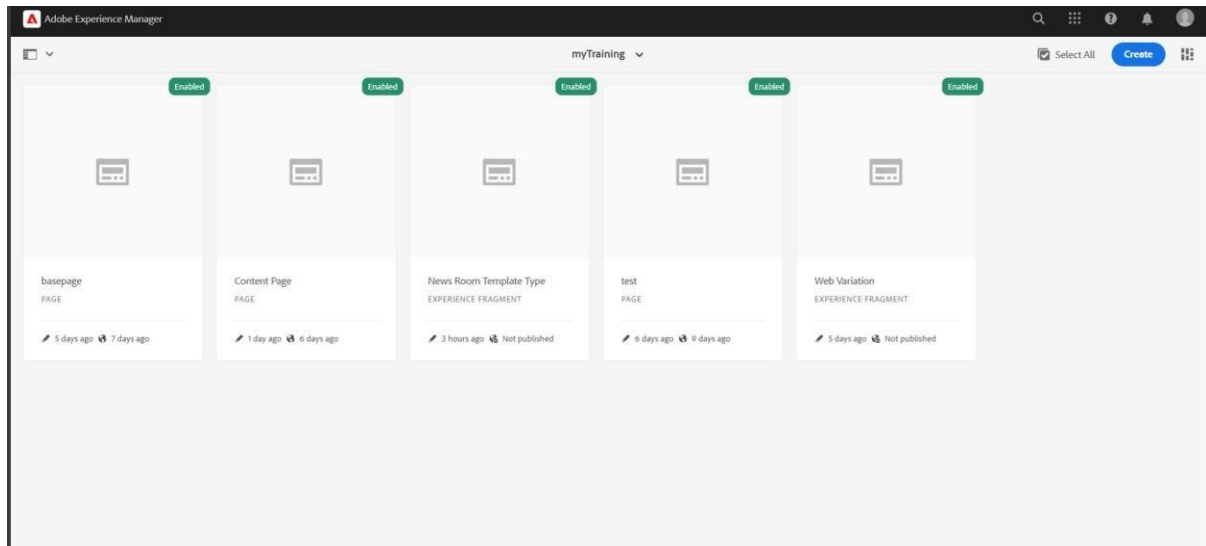 Adobe Experience Manager
myTraining
Select All
Create
Enabled
Enabled
Enabled
Enabled
Enabled
basepage
PAGE
5 days ago 7 days ago
Content Page
PAGE
1 day ago 6 days ago
News Room Template Type
EXPERIENCE FRAGMENT
3 hours ago Not published
test
PAGE
6 days ago 9 days ago
Web Variation
EXPERIENCE FRAGMENT
5 days ago Not published